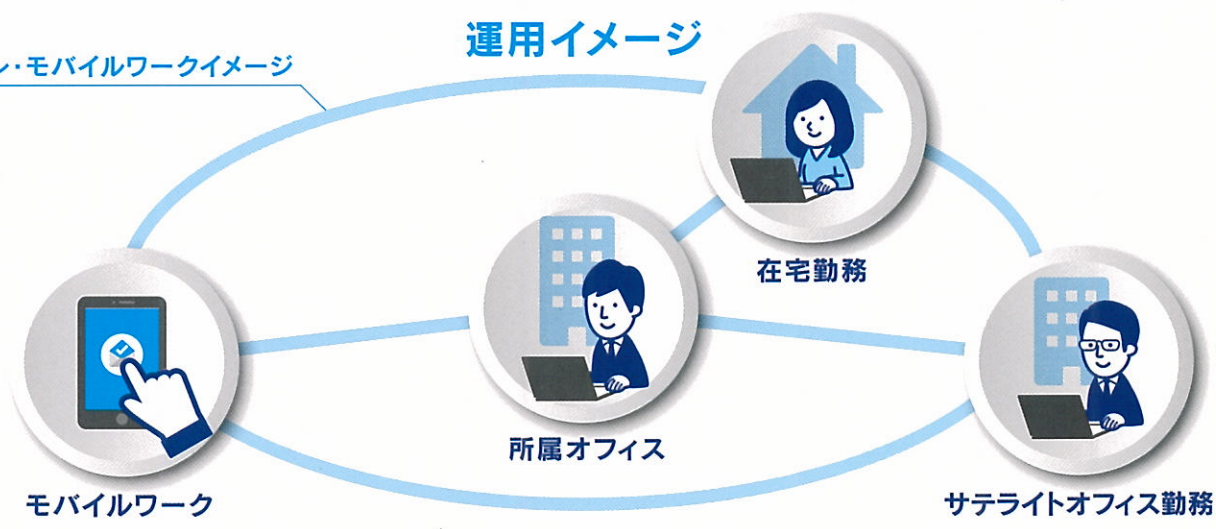 運用イメージ
ン・モバイルワークイメージ
在宅勤務
所属オフィス
モバイルワーク
サテライトオフィス勤務